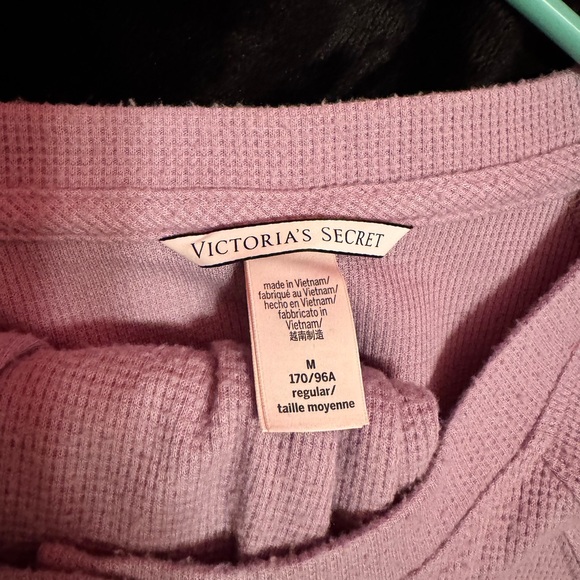 VICTORIA'S SECRET
made in Vietnam/
fabriqué au Vietnam/
hecho en Vietnam/
fabbricato in
Vietnam/
越南制造
M
170/96A
regular/
taille moyenne